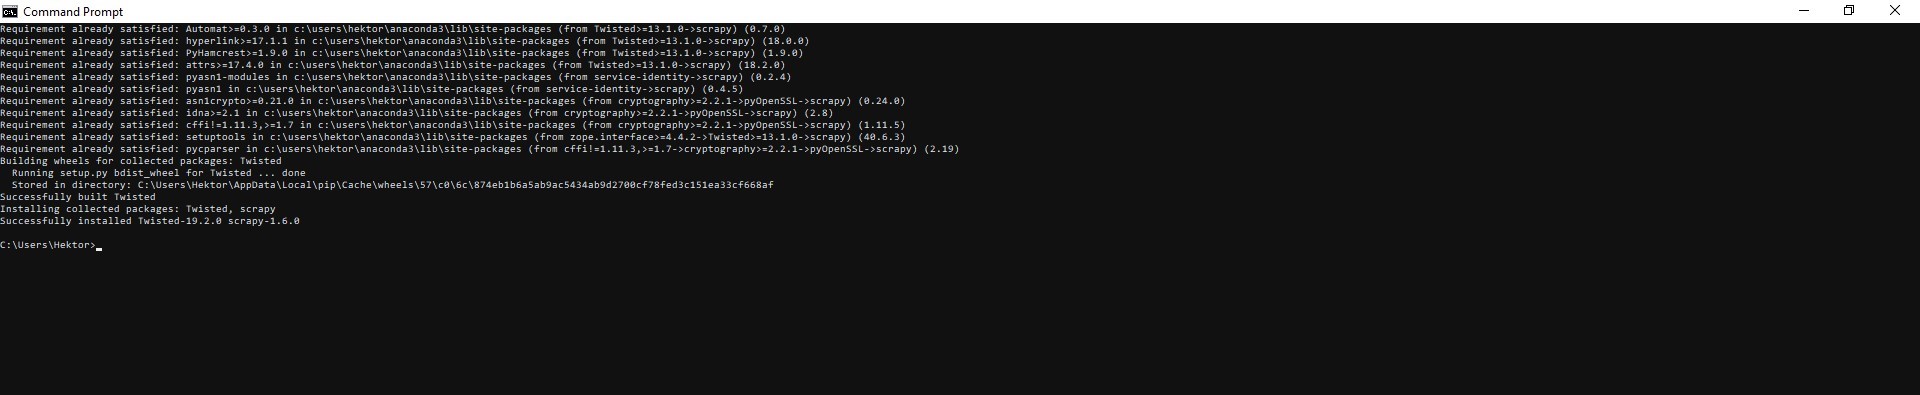 Command Prompt
Requirement already satisfied: Automat>=0.3.0 in c:\users\hektor\anaconda3\lib\site-packages (from Twisted>=13.1.0->scrapy) (0.7.0)
Requirement already satisfied: hyperlink>=17.1.1 in c:\users\hektor\anaconda3\lib\site-packages (from Twisted>=13.1.0->scrapy) (18.0.0)
Requirement already satisfied: PyHamcrest>=1.9.0 in c:\users\hektor\anaconda3\lib\site-packages (from Twisted>=13.1.0->scrapy) (1.9.0)
Requirement already satisfied: attrs>=17.4.0 in c:\users\hektor\anaconda3\lib\site-packages (from Twisted>=13.1.0->scrapy) (18.2.0)
Requirement already satisfied: pyasn1-modules in c:\users\hektor\anaconda3\lib\site-packages (from service-identity->scrapy) (0.2.4)
Requirement already satisfied: pyasn1 in c:\users\hektor\anaconda3\lib\site-packages (from service-identity->scrapy) (0.4.5)
Requirement already satisfied: asn1crypto>=0.21.0 in c:\users\hektor\anaconda3\lib\site-packages (from cryptography>=2.2.1->pyOpenSSL->scrapy) (0.24.0)
Requirement already satisfied: idna>=2.1 in c:\users\hektor\anaconda3\lib\site-packages (from cryptography>=2.2.1->pyOpenSSL->scrapy) (2.8)
Requirement already satisfied: cffi!=1.11.3,>=1.7 in c:\users\hektor\anaconda3\lib\site-packages (from cryptography>=2.2.1->pyOpenSSL->scrapy) (1.11.5)
Requirement already satisfied: setuptools in c:\users\hektor\anaconda3\lib\site-packages (from zope.interface>=4.4.2->Twisted>=13.1.0->scrapy) (40.6.3)
Requirement already satisfied: pycparser in c:\users\hektor\anaconda3\lib\site-packages (from cffi!=1.11.3,>=1.7->cryptography>=2.2.1->pyOpenSSL->scrapy) (2.19)
Building wheels for collected packages: Twisted
  Running setup.py bdist_wheel for Twisted ... done
  Stored in directory: C:\Users\Hektor\AppData\Local\pip\Cache\wheels\57\c0\6c\874eb1b6a5ab9ac5434ab9d2700cf78fed3c151ea33cf668af
Successfully built Twisted
Installing collected packages: Twisted, scrapy
Successfully installed Twisted-19.2.0 scrapy-1.6.0
C:\Users\Hektor>